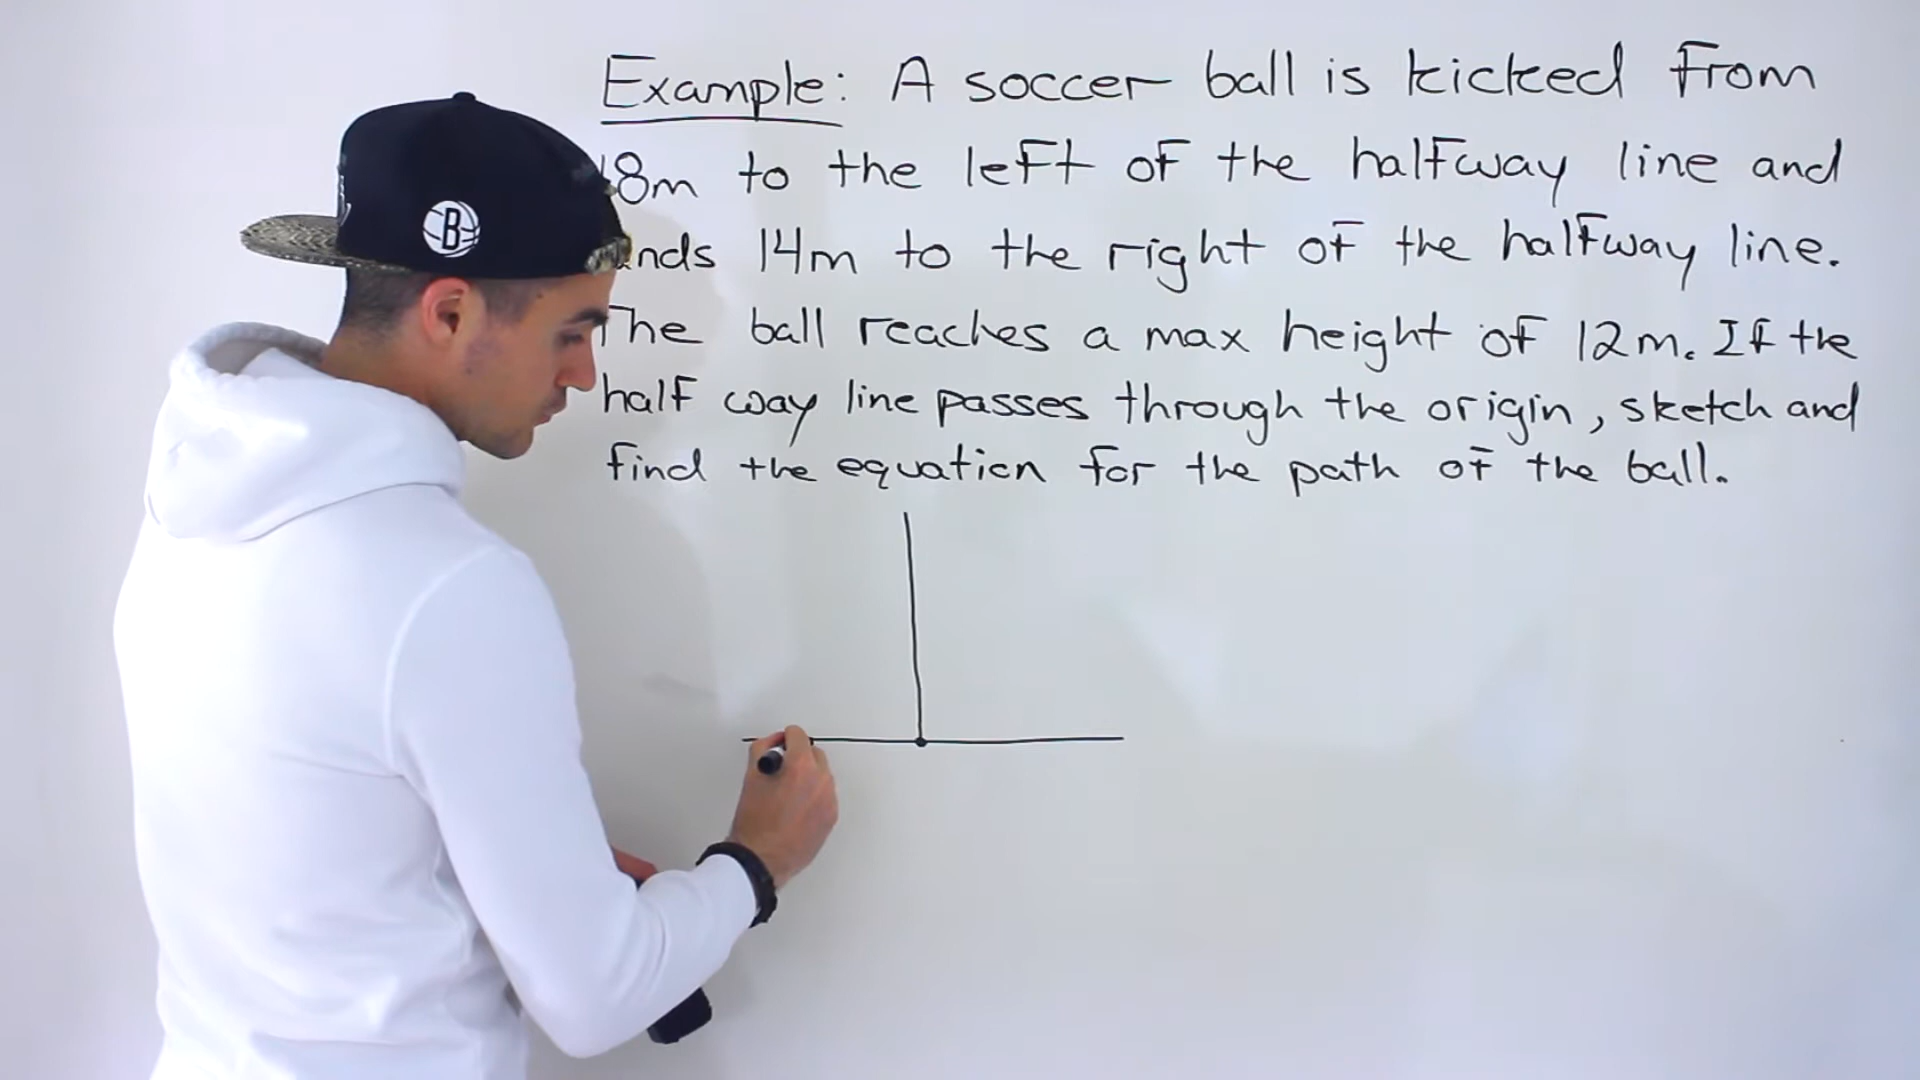 Example: A soccer ball is kicked from
18m to the left of the halfway line and
14m to the right of the halfway line.
The ball reaches a max height of 12m. If the
half way line passes through the origin, sketch and
find the equation for the path of the ball.
B